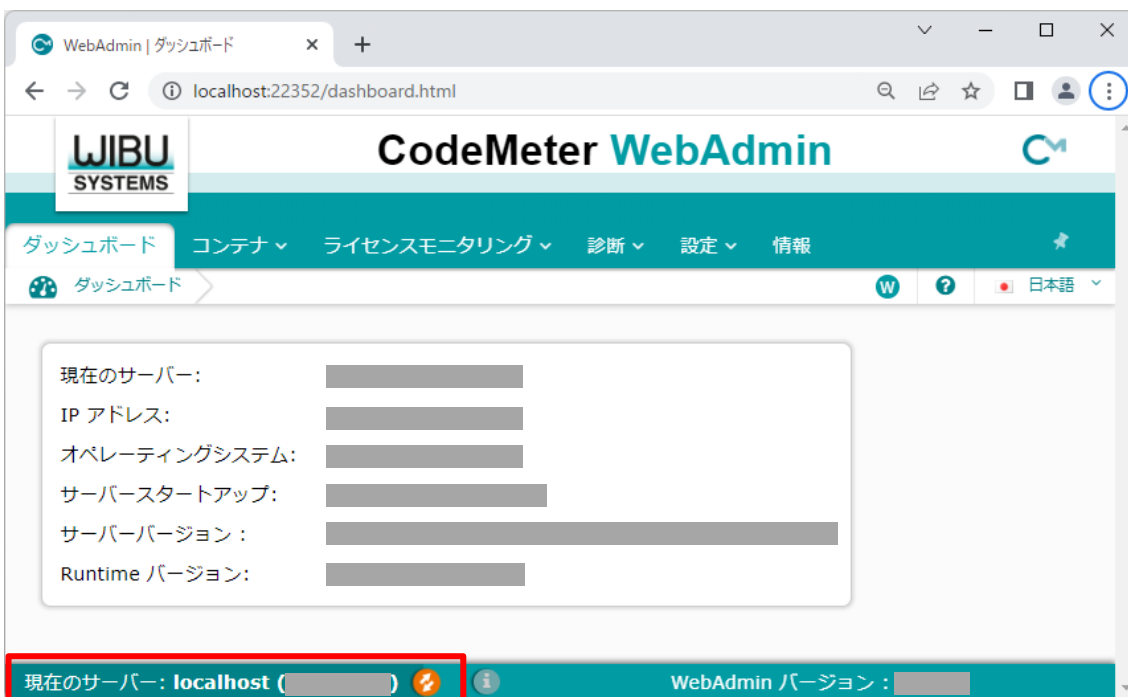 WebAdmin | ダッシュボード
localhost:22352/dashboard.html
WIBU
SYSTEMS
CodeMeter WebAdmin
CM
ダッシュボード コンテナ ライセンスモニタリング 診断 設定 情報
ダッシュボード W ? 日本語
現在のサーバー:
IP アドレス:
オペレーティングシステム:
サーバースタートアップ:
サーバーバージョン :
Runtime バージョン:
現在のサーバー: localhost ( ) i WebAdmin バージョン :